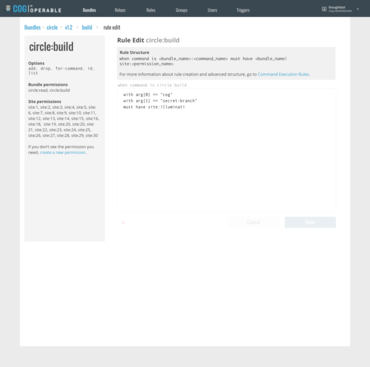 COG BY OPERABLE
Bundles
Relays
Roles
Groups
Users
Triggers
Bundles
circle
v1.2
build
rule edit
circle:build
Options
add, drop, for-command, id,
list
Bundle permissions
circle:read, circle:build
Site permissions
site:1, site:2, site:3, site:4, site:5, site:
6, site:7, site:8, site:9, site:10, site:11,
site:12, site:13, site:14, site:15, site:16,
site:18, site:19, site:20, site:20, site:
21, site:22, site:23, site:24, site:25,
site:26, site:27, site:28, site:29, site:30
If you don't see the permission you
need, create a new permission.
Rule Edit circle:build
Rule Structure
when command is <bundle_name>:<command_name> must have <bundle_name|
site>:<permission_name>
For more information about rule creation and advanced structure, go to Command Execution Rules.
when command is circle:build
with arg[0] == "cog"
with arg[1] == "secret-branch"
must have site:illuminati
Cancel
Save